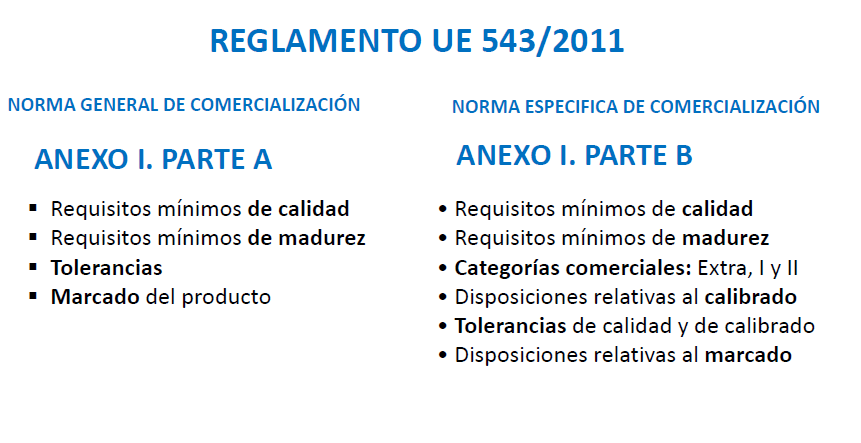 REGLAMENTO UE 543/2011
NORMA GENERAL DE COMERCIALIZACIÓN
ANEXO I. PARTE A
▪ Requisitos mínimos de calidad
▪ Requisitos mínimos de madurez
▪ Tolerancias
▪ Marcado del producto
NORMA ESPECIFICA DE COMERCIALIZACIÓN
ANEXO I. PARTE B
• Requisitos mínimos de calidad
• Requisitos mínimos de madurez
• Categorías comerciales: Extra, I y II
• Disposiciones relativas al calibrado
• Tolerancias de calidad y de calibrado
• Disposiciones relativas al marcado